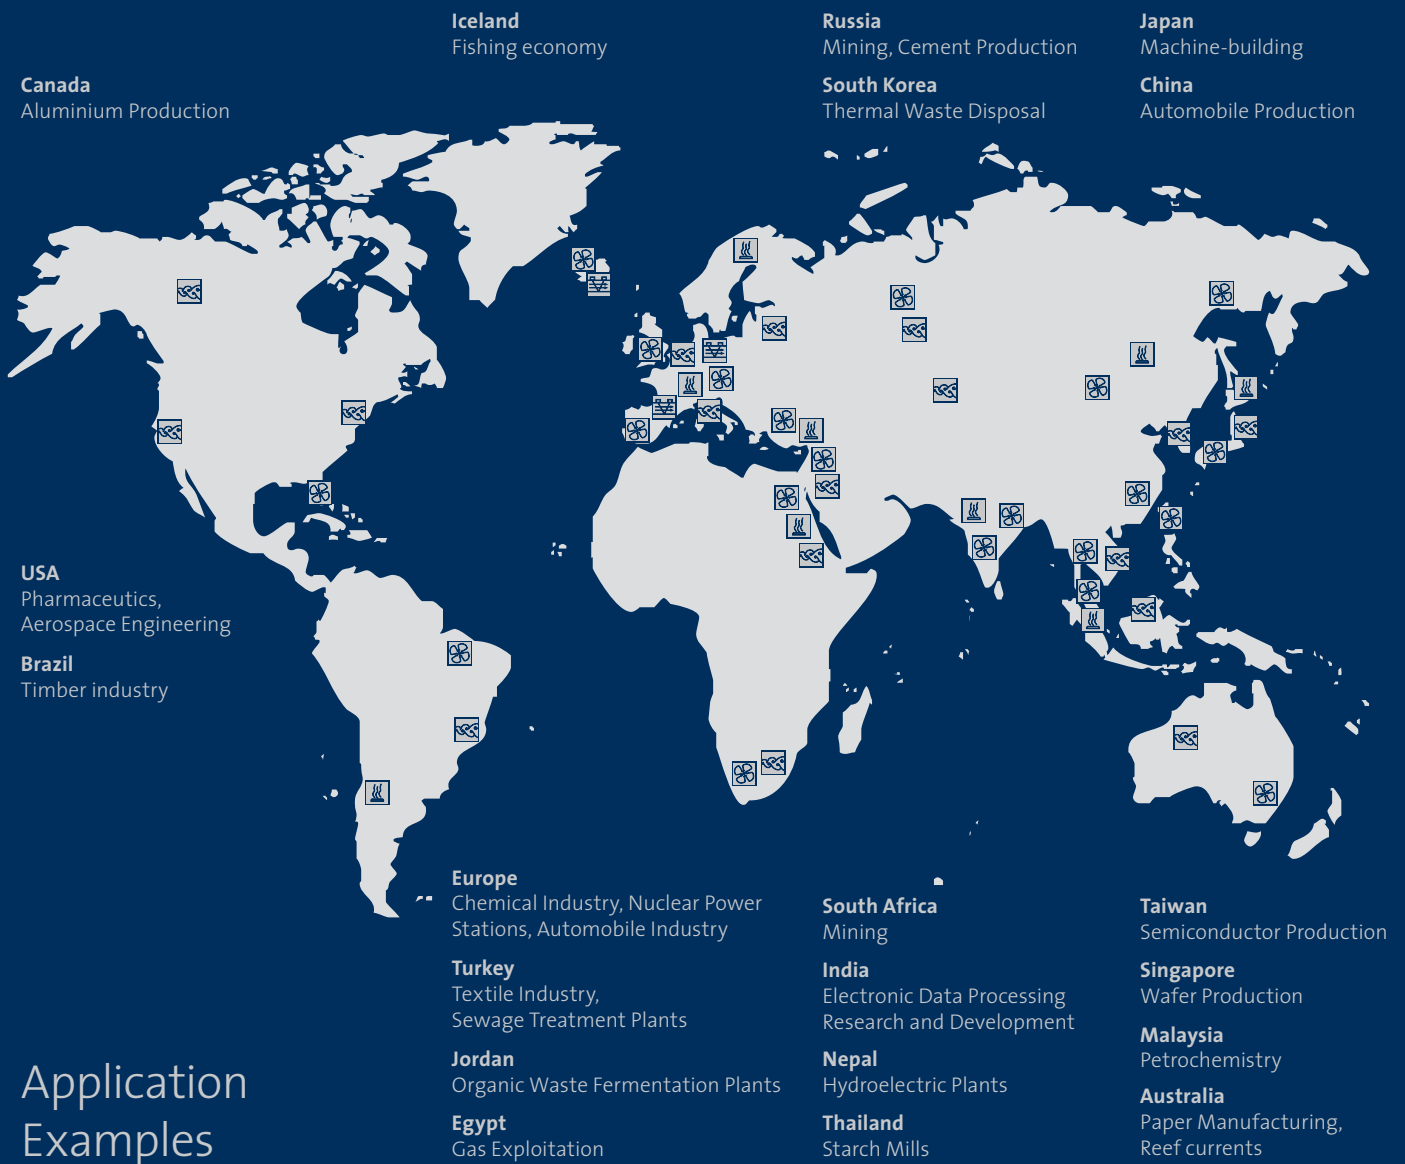 Iceland
Fishing economy
Russia
Mining, Cement Production
Japan
Machine-building
Canada
Aluminium Production
South Korea
Thermal Waste Disposal
China
Automobile Production
USA
Pharmaceutics,
Aerospace Engineering
Brazil
Timber industry
Europe
Chemical Industry, Nuclear Power
Stations, Automobile Industry
Turkey
Textile Industry,
Sewage Treatment Plants
Jordan
Organic Waste Fermentation Plants
Egypt
Gas Exploitation
South Africa
Mining
India
Electronic Data Processing
Research and Development
Nepal
Hydroelectric Plants
Thailand
Starch Mills
Taiwan
Semiconductor Production
Singapore
Wafer Production
Malaysia
Petrochemistry
Australia
Paper Manufacturing,
Reef currents
Application
Examples